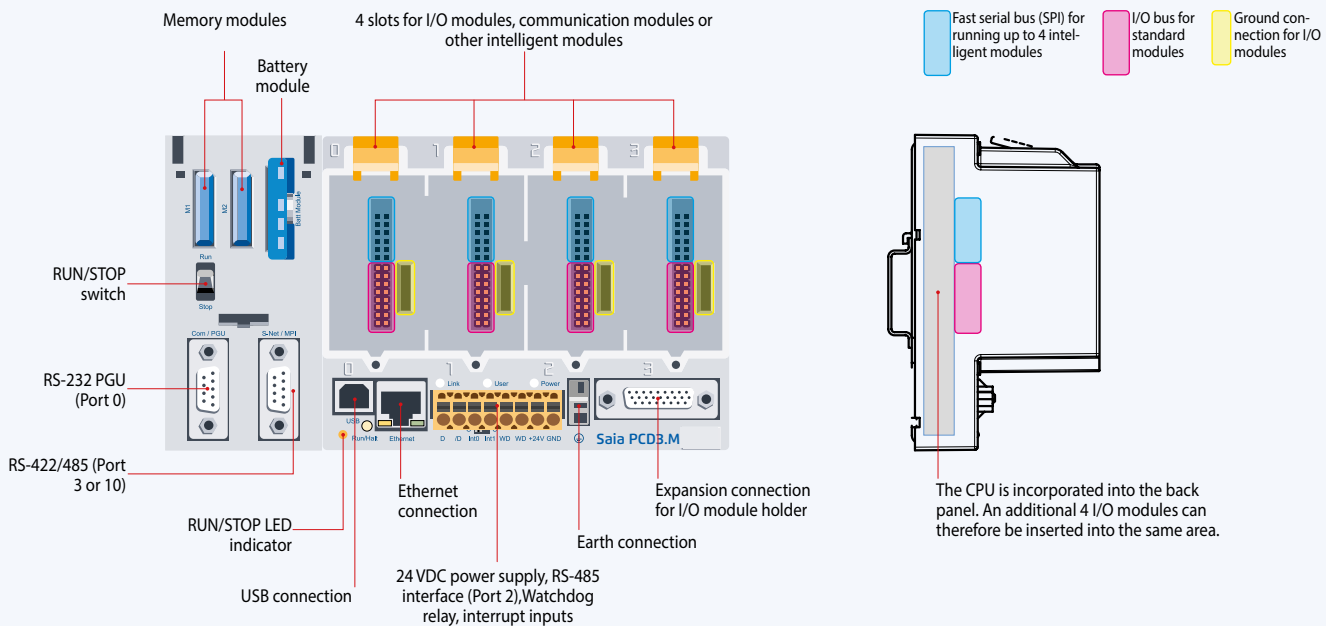 Memory modules
4 slots for I/O modules, communication modules or
other intelligent modules
Battery
module
Fast serial bus (SPI) for
running up to 4 intel-
ligent modules
I/O bus for
standard
modules
Ground con-
nection for I/O
modules
0
1
2
3
M1
M2
Batt Module
Run
Stop
RUN/STOP
switch
Com / PGU
S-Net / MPI
RS-232 PGU
(Port 0)
RS-422/485 (Port
3 or 10)
0
1
2
3
Link
User
Power
USB
Run/Halt
Ethernet
D /D Int0 Int1 WD WD +24V GND
Saia PCD3.M
RUN/STOP LED
indicator
USB connection
Ethernet
connection
24 VDC power supply, RS-485
interface (Port 2),Watchdog
relay, interrupt inputs
Earth connection
Expansion connection
for I/O module holder
The CPU is incorporated into the back
panel. An additional 4 I/O modules can
therefore be inserted into the same area.